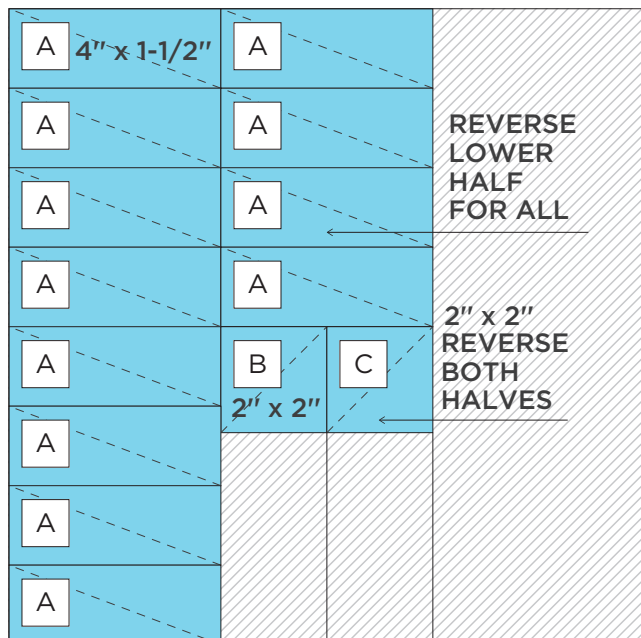 A 4" x 1-1/2" A
A A
REVERSE
LOWER
HALF
FOR ALL
A A
A A
2" x 2"
REVERSE
BOTH
HALVES
A B C
2" x 2"
A
A
A